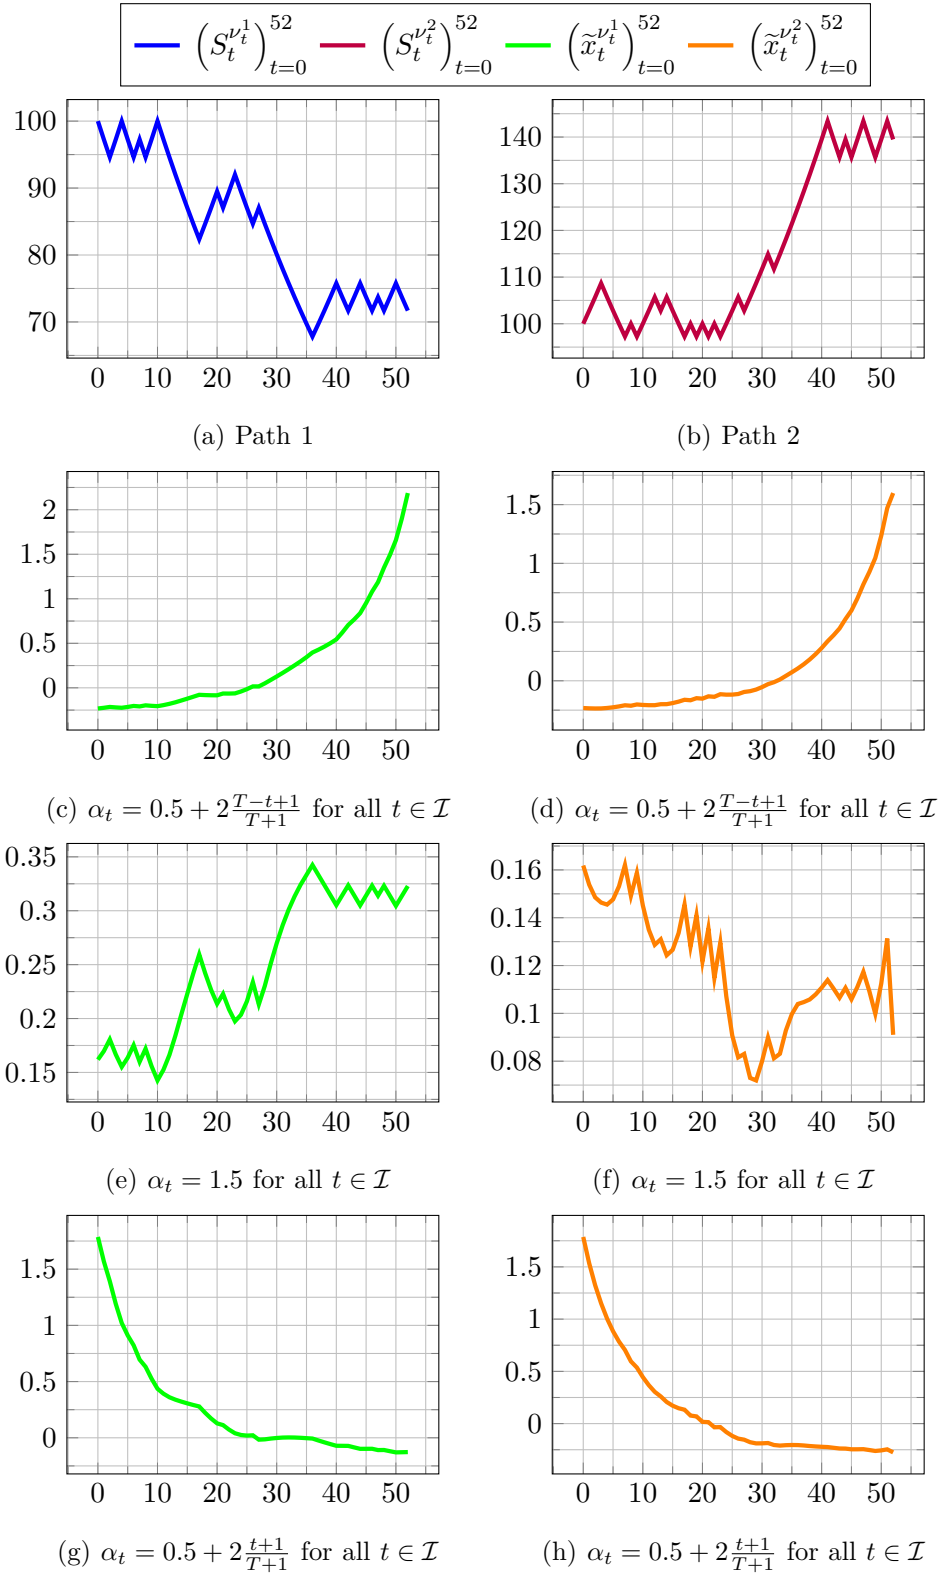 (S_t^{ν_t^1})_{t=0}^{52} (S_t^{ν_t^2})_{t=0}^{52} (x̃_t^{ν_t^1})_{t=0}^{52} (x̃_t^{ν_t^2})_{t=0}^{52}
100
90
80
70
0 10 20 30 40 50
(a) Path 1
140
130
120
110
100
0 10 20 30 40 50
(b) Path 2
2
1.5
1
0.5
0
0 10 20 30 40 50
(c) α_t = 0.5 + 2\frac{T−t+1}{T+1} for all t ∈ ℐ
1.5
1
0.5
0
0 10 20 30 40 50
(d) α_t = 0.5 + 2\frac{T−t+1}{T+1} for all t ∈ ℐ
0.35
0.3
0.25
0.2
0.15
0 10 20 30 40 50
(e) α_t = 1.5 for all t ∈ ℐ
0.16
0.14
0.12
0.1
0.08
0 10 20 30 40 50
(f) α_t = 1.5 for all t ∈ ℐ
1.5
1
0.5
0
0 10 20 30 40 50
(g) α_t = 0.5 + 2\frac{t+1}{T+1} for all t ∈ ℐ
1.5
1
0.5
0
0 10 20 30 40 50
(h) α_t = 0.5 + 2\frac{t+1}{T+1} for all t ∈ ℐ